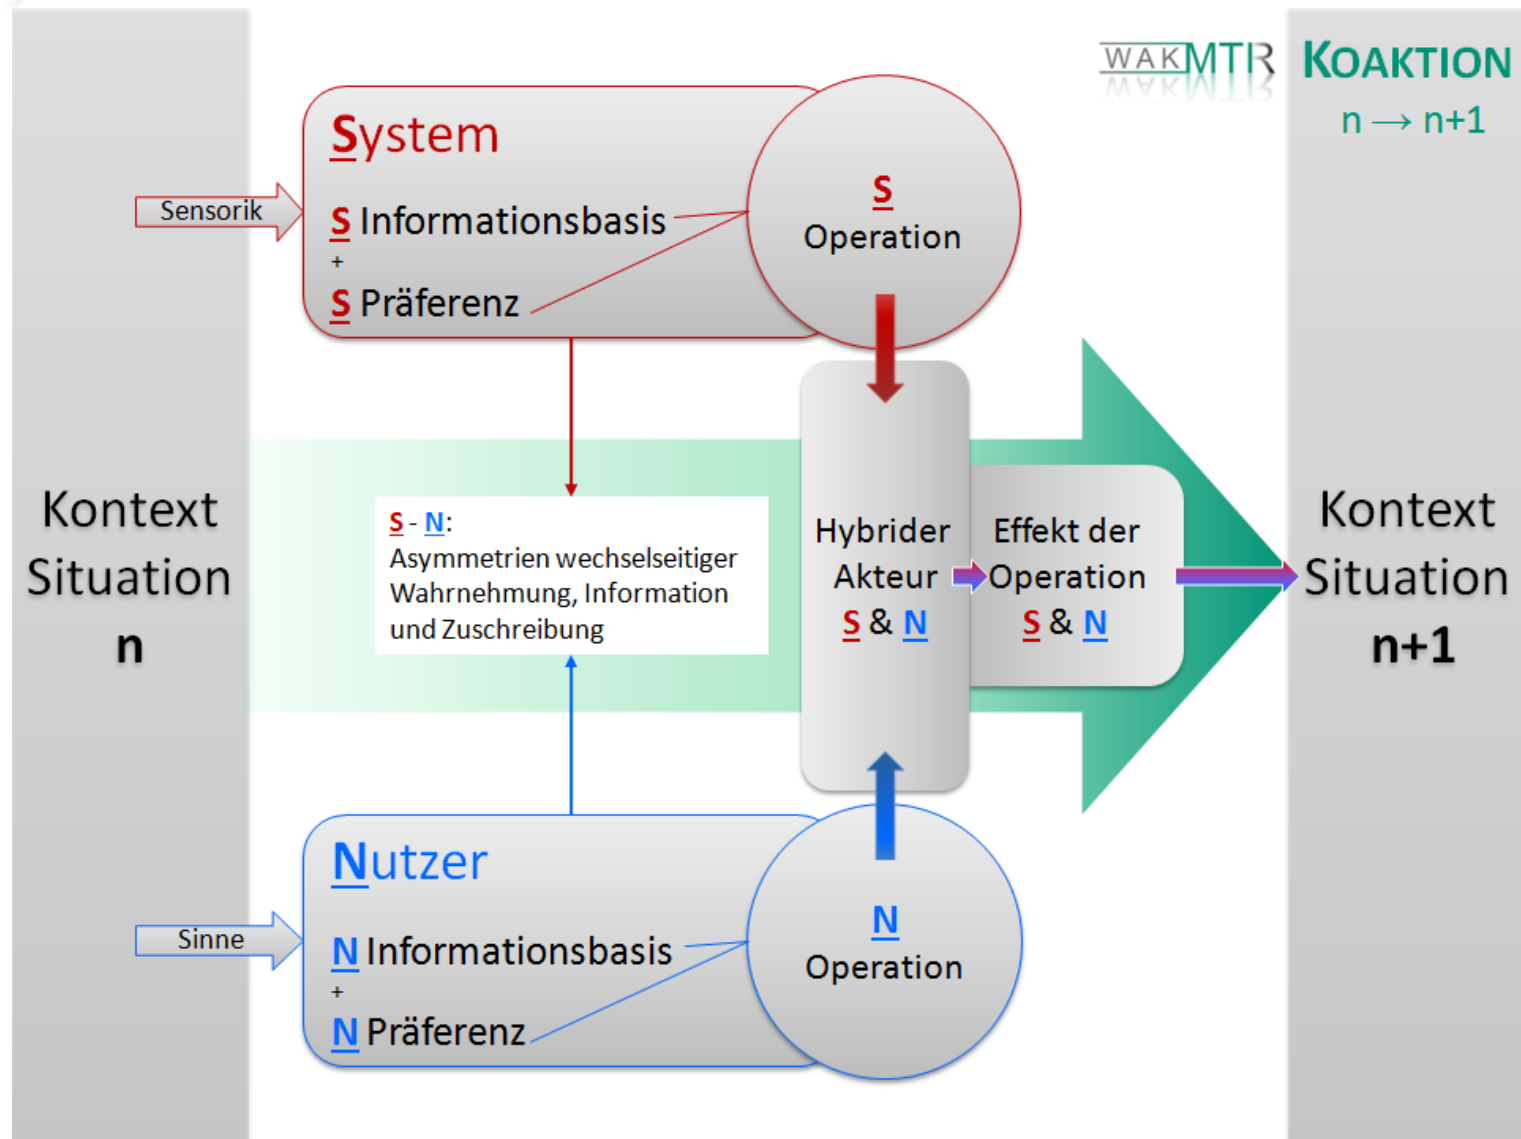 WAKMTIR
KOAKTION
n → n+1
System
Sensorik
S Informationsbasis
+
S Präferenz
S
Operation
Kontext
Situation
n
S - N:
Asymmetrien wechselseitiger
Wahrnehmung, Information
und Zuschreibung
Hybrider
Akteur
S & N
Effekt der
Operation
S & N
Kontext
Situation
n+1
Nutzer
Sinne
N Informationsbasis
+
N Präferenz
N
Operation